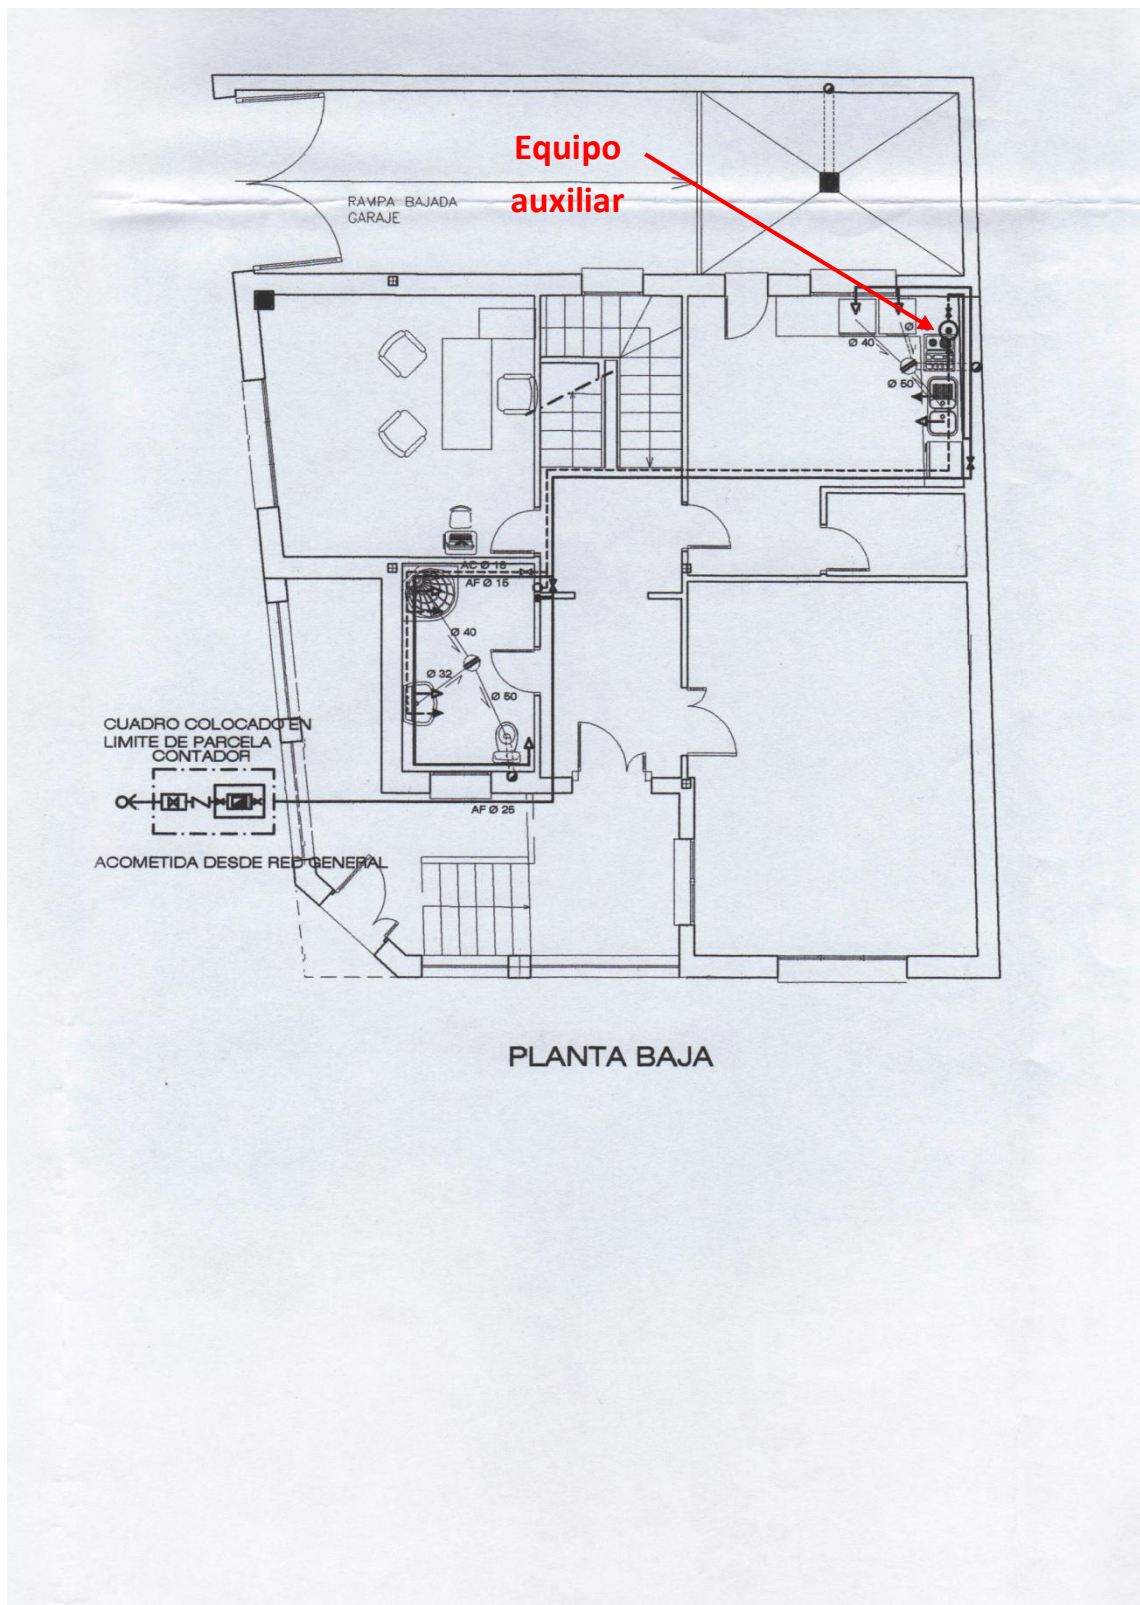 Equipo
auxiliar
RAMPA BAJADA
GARAJE
Ø 40
Ø
Ø 50
AC Ø 16
AF Ø 15
Ø 40
Ø 32
Ø 50
CUADRO COLOCADO EN
LIMITE DE PARCELA
CONTADOR
AF Ø 25
ACOMETIDA DESDE RED GENERAL
PLANTA BAJA